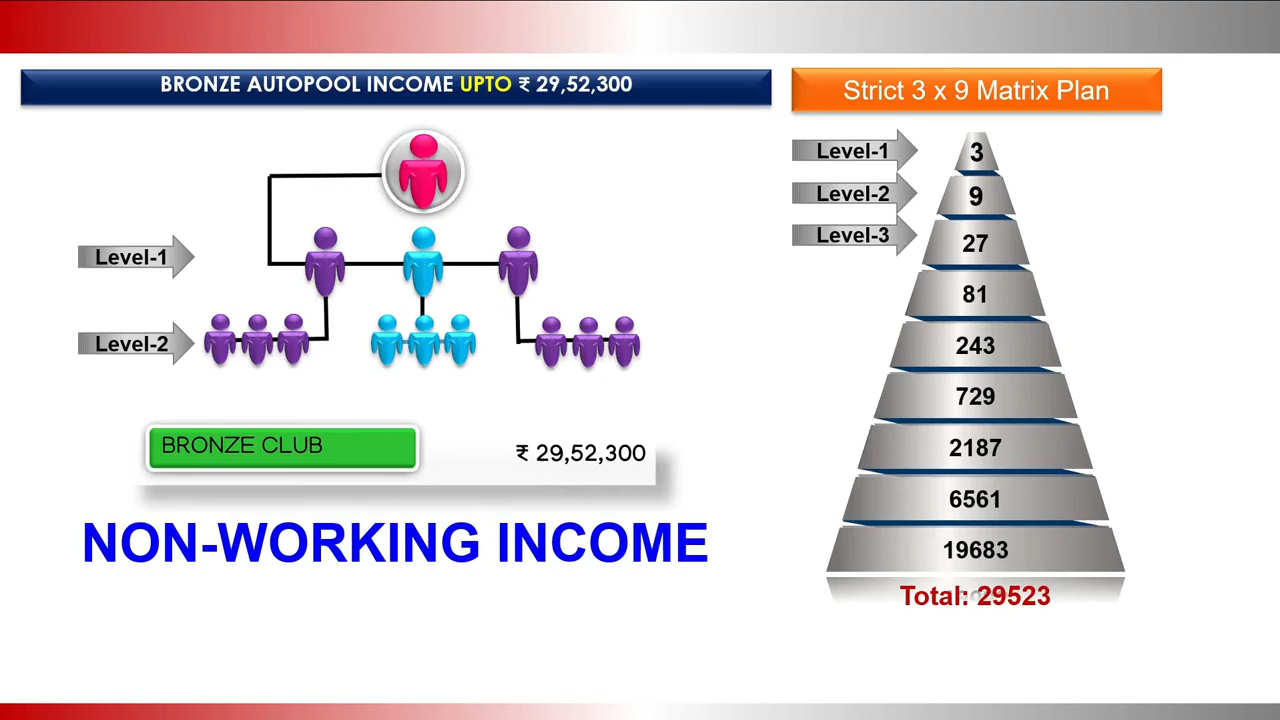 BRONZE AUTOPOOL INCOME UPTO ₹ 29,52,300
Level-1
Level-2
BRONZE CLUB
₹ 29,52,300
NON-WORKING INCOME
Strict 3 x 9 Matrix Plan
Level-1
3
Level-2
9
Level-3
27
81
243
729
2187
6561
19683
Total: 29523